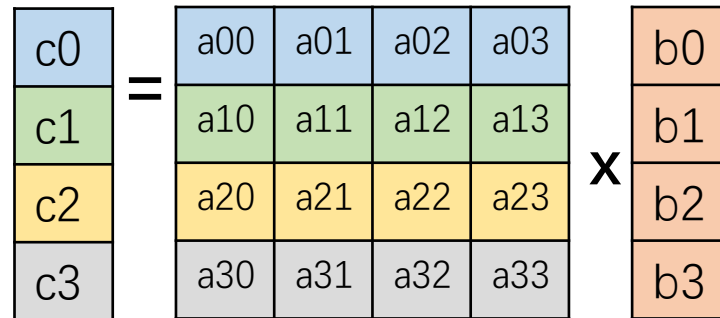 c0 = a00 a01 a02 a03 b0
c1 a10 a11 a12 a13 b1
c2 a20 a21 a22 a23 x b2
c3 a30 a31 a32 a33 b3